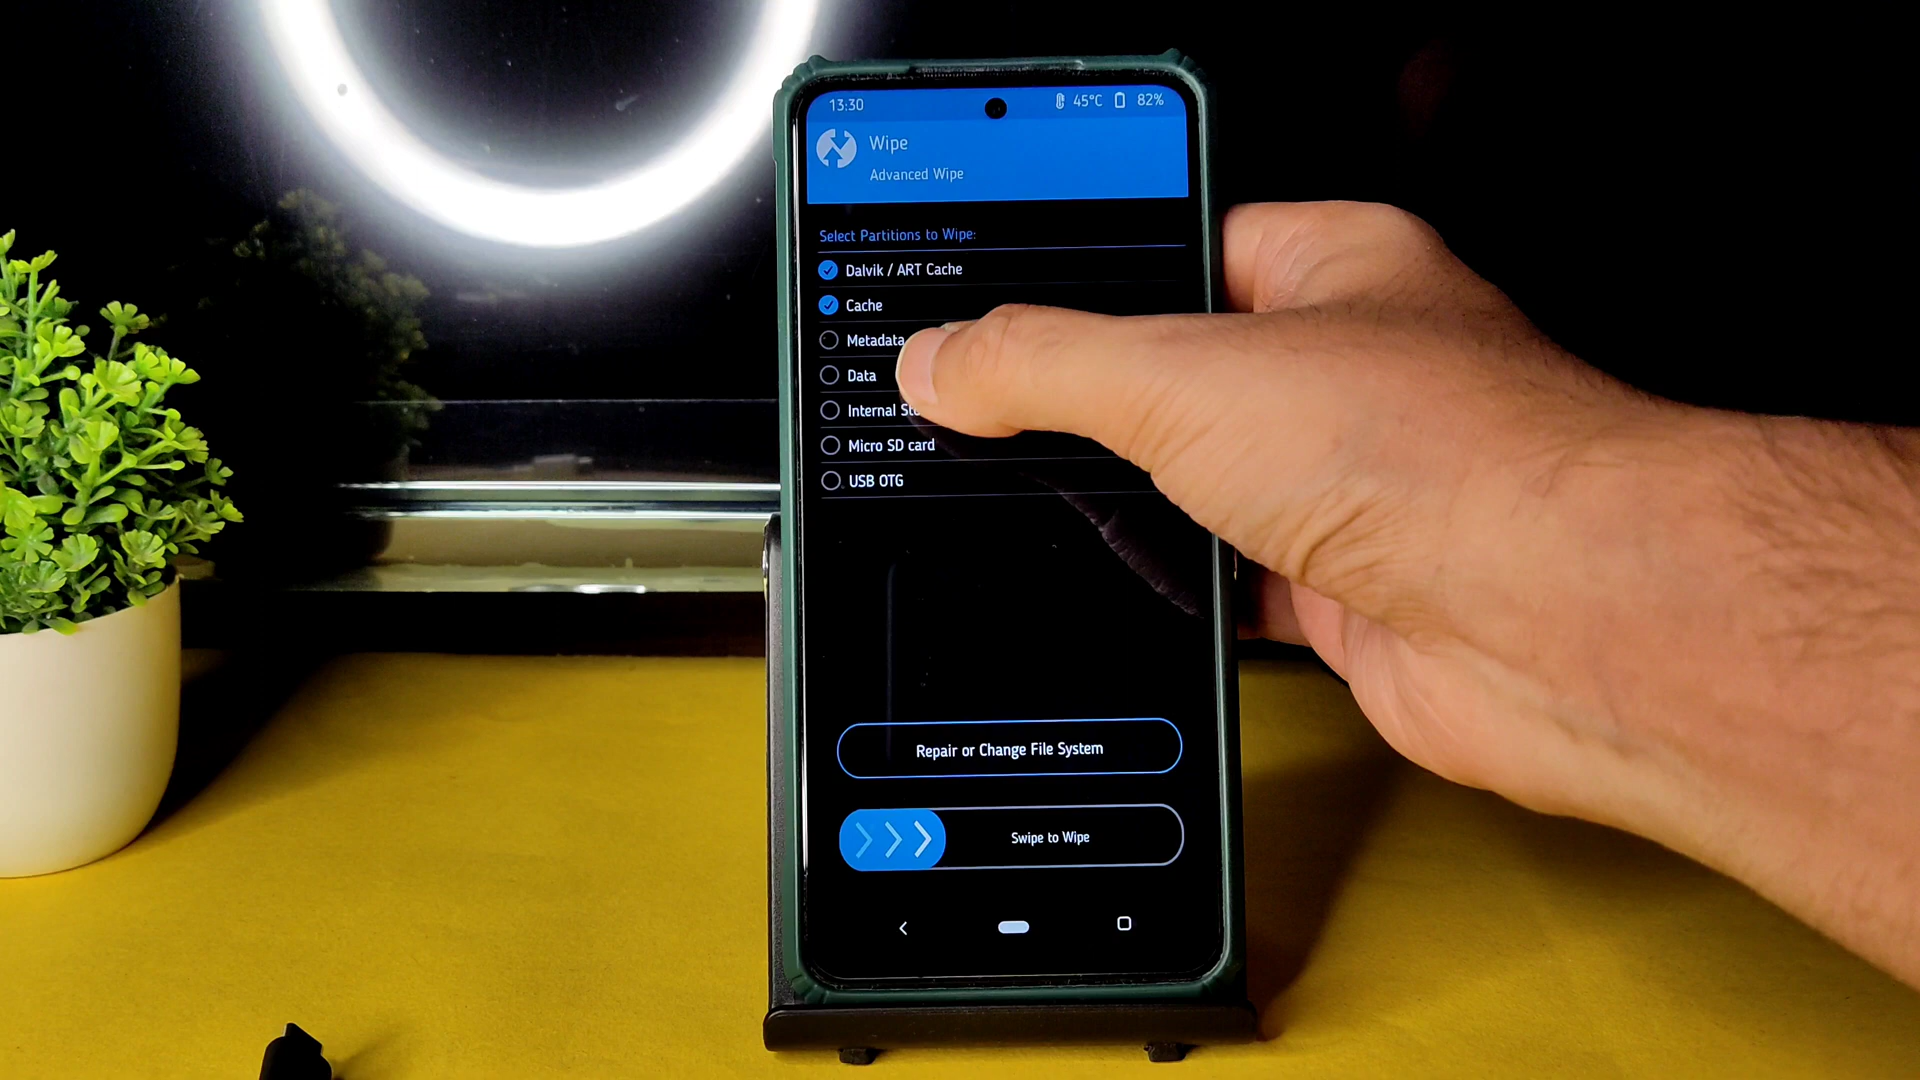 13:30 45°C 82%
Wipe
Advanced Wipe
Select Partitions to Wipe:
Dalvik / ART Cache
Cache
Metadata
Data
Internal
Micro SD card
USB OTG
Repair or Change File System
Swipe to Wipe